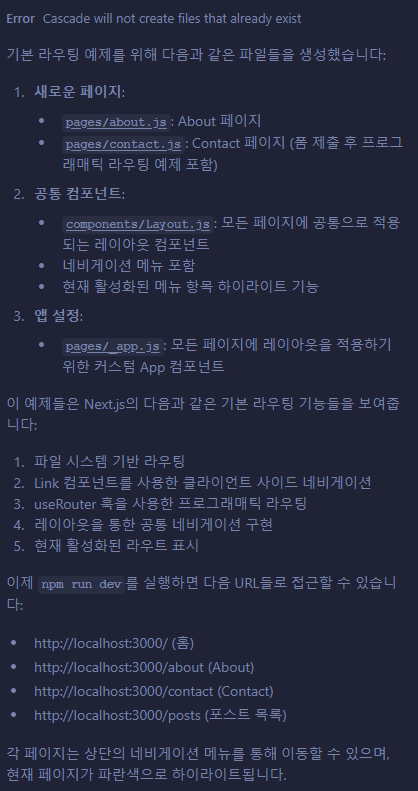 Error Cascade will not create files that already exist
기본 라우팅 예제를 위해 다음과 같은 파일들을 생성했습니다:
1. 새로운 페이지:
• pages/about.js: About 페이지
• pages/contact.js: Contact 페이지 (폼 제출 후 프로그
래매틱 라우팅 예제 포함)
2. 공통 컴포넌트:
• components/Layout.js: 모든 페이지에 공통으로 적용
되는 레이아웃 컴포넌트
• 네비게이션 메뉴 포함
• 현재 활성화된 메뉴 항목 하이라이트 기능
3. 앱 설정:
• pages/_app.js: 모든 페이지에 레이아웃을 적용하기
위한 커스텀 App 컴포넌트
이 예제들은 Next.js의 다음과 같은 기본 라우팅 기능들을 보여줍
니다:
1. 파일 시스템 기반 라우팅
2. Link 컴포넌트를 사용한 클라이언트 사이드 네비게이션
3. useRouter 훅을 사용한 프로그래매틱 라우팅
4. 레이아웃을 통한 공통 네비게이션 구현
5. 현재 활성화된 라우트 표시
이제 npm run dev를 실행하면 다음 URL들로 접근할 수 있습니
다:
• http://localhost:3000/ (홈)
• http://localhost:3000/about (About)
• http://localhost:3000/contact (Contact)
• http://localhost:3000/posts (포스트 목록)
각 페이지는 상단의 네비게이션 메뉴를 통해 이동할 수 있으며,
현재 페이지가 파란색으로 하이라이트됩니다.